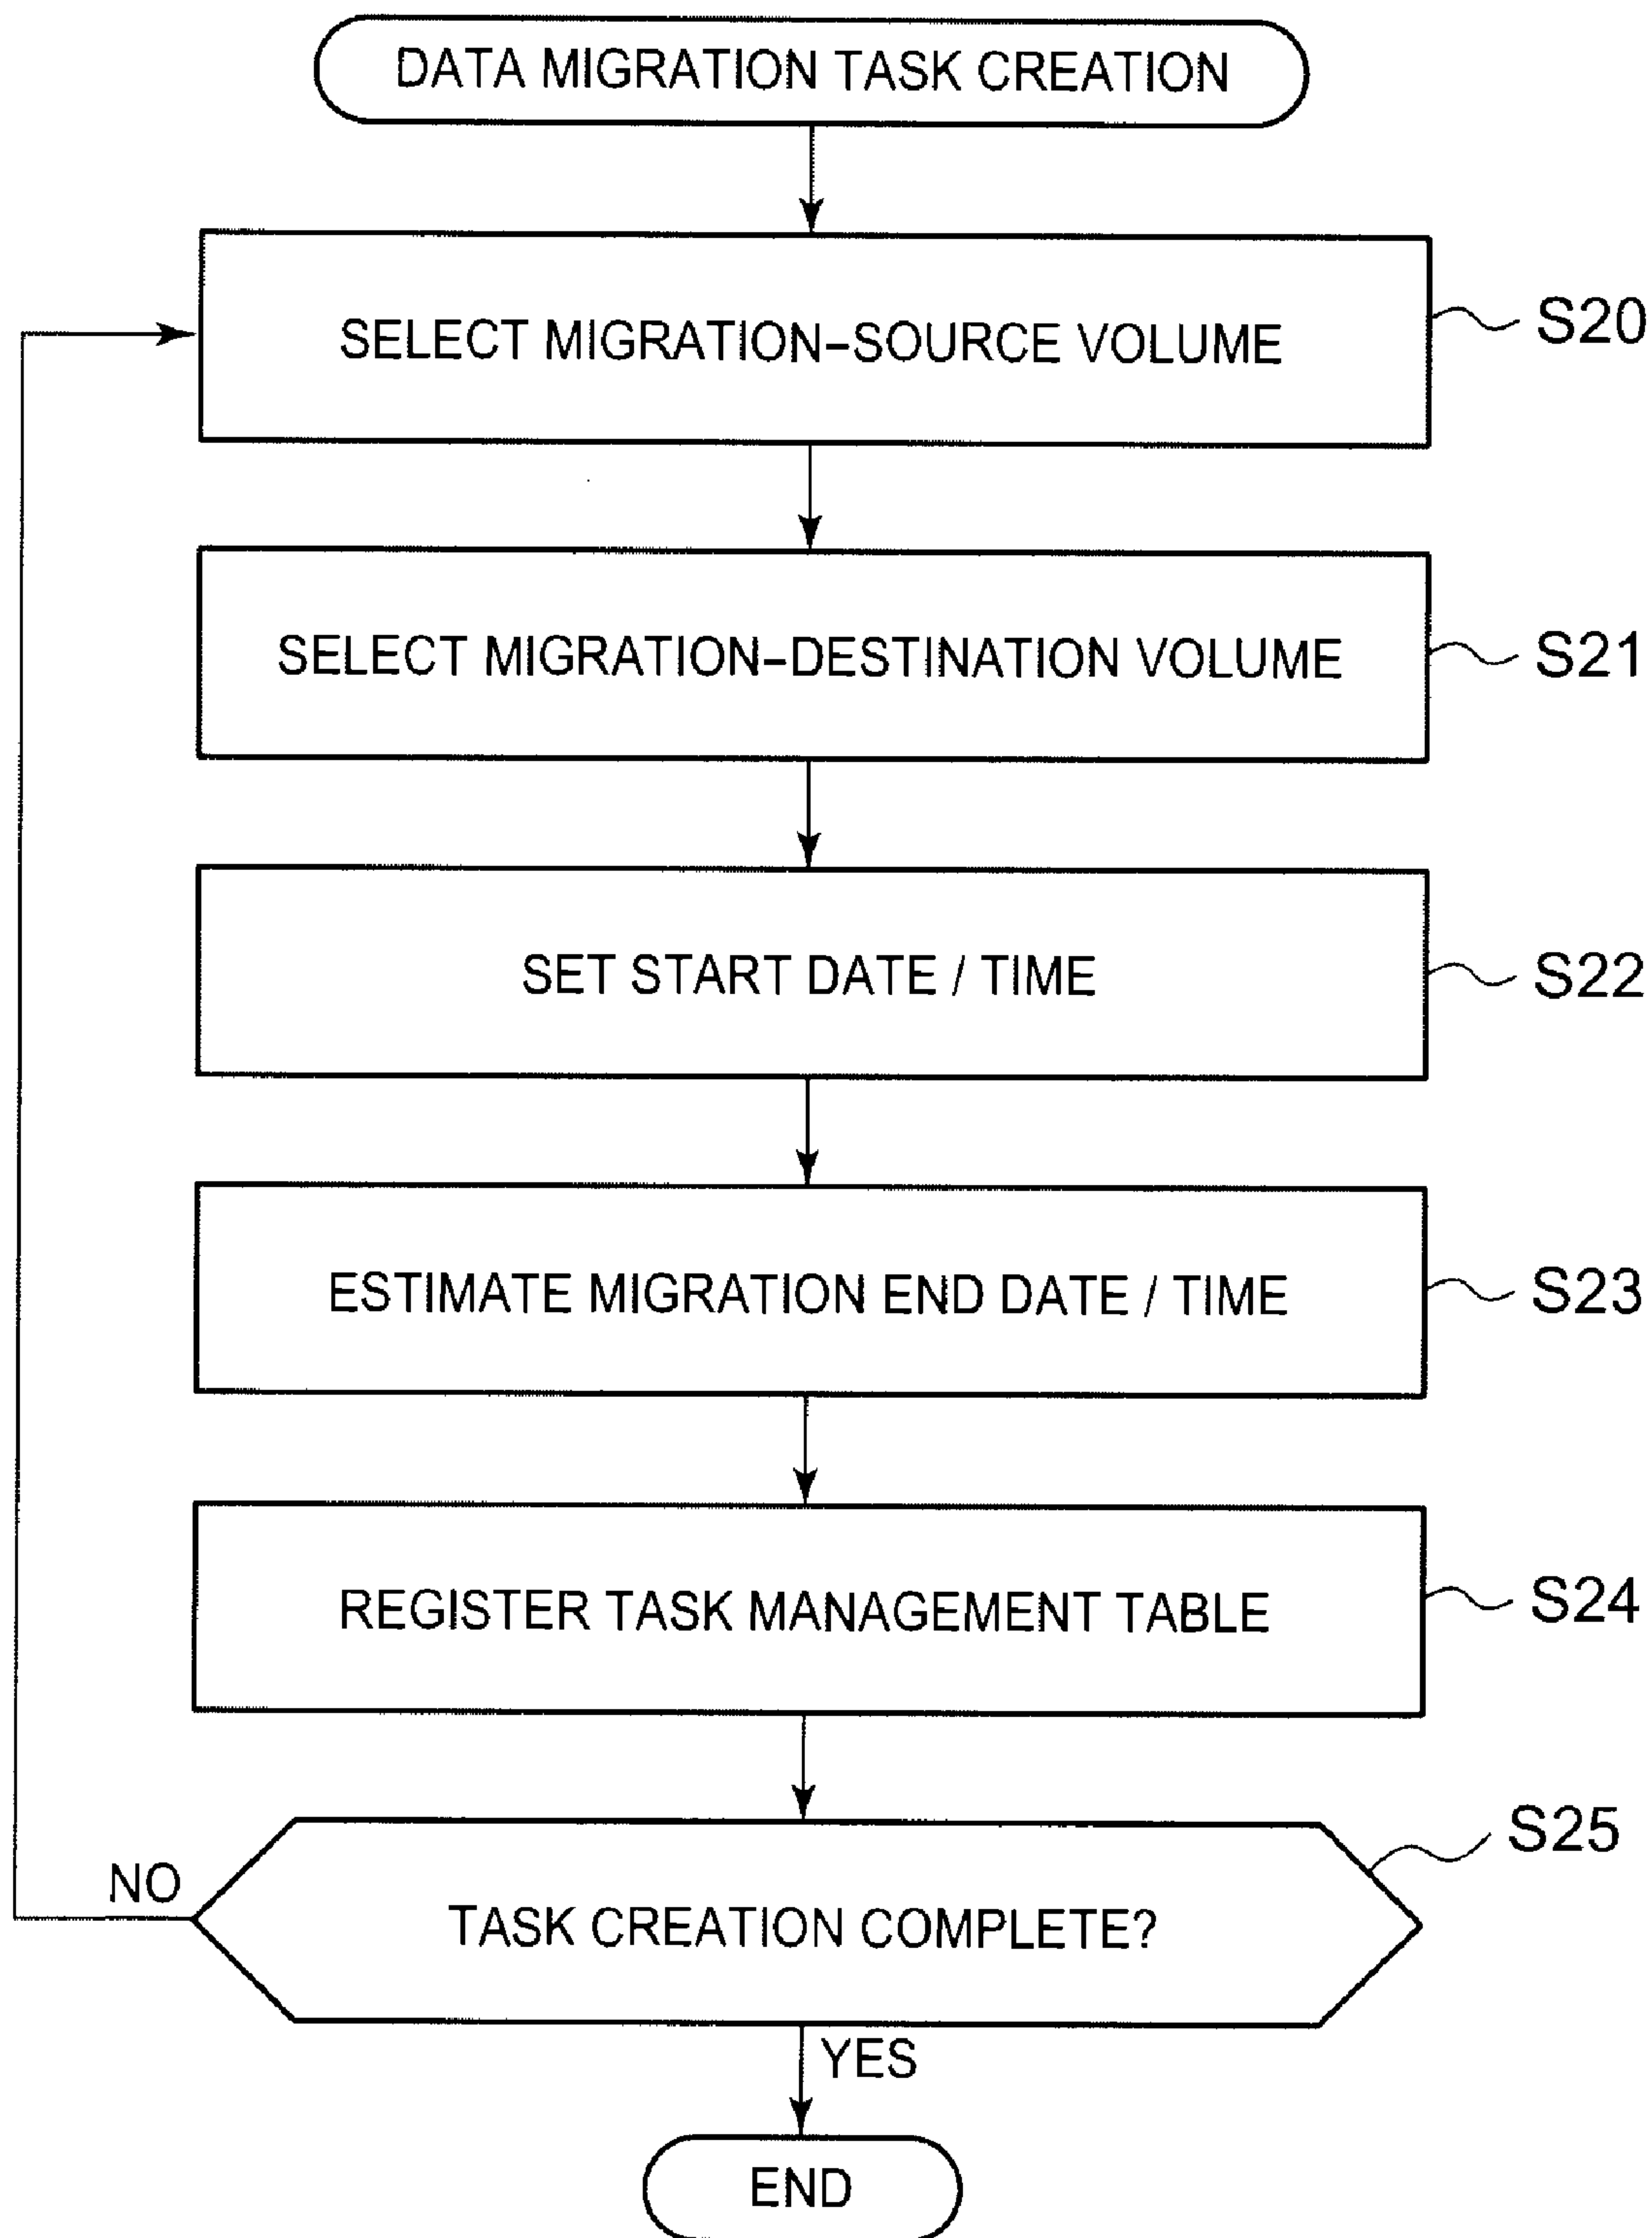 DATA MIGRATION TASK CREATION
SELECT MIGRATION-SOURCE VOLUME
S20
SELECT MIGRATION-DESTINATION VOLUME
S21
SET START DATE / TIME
S22
ESTIMATE MIGRATION END DATE / TIME
S23
REGISTER TASK MANAGEMENT TABLE
S24
S25
NO
TASK CREATION COMPLETE?
YES
END